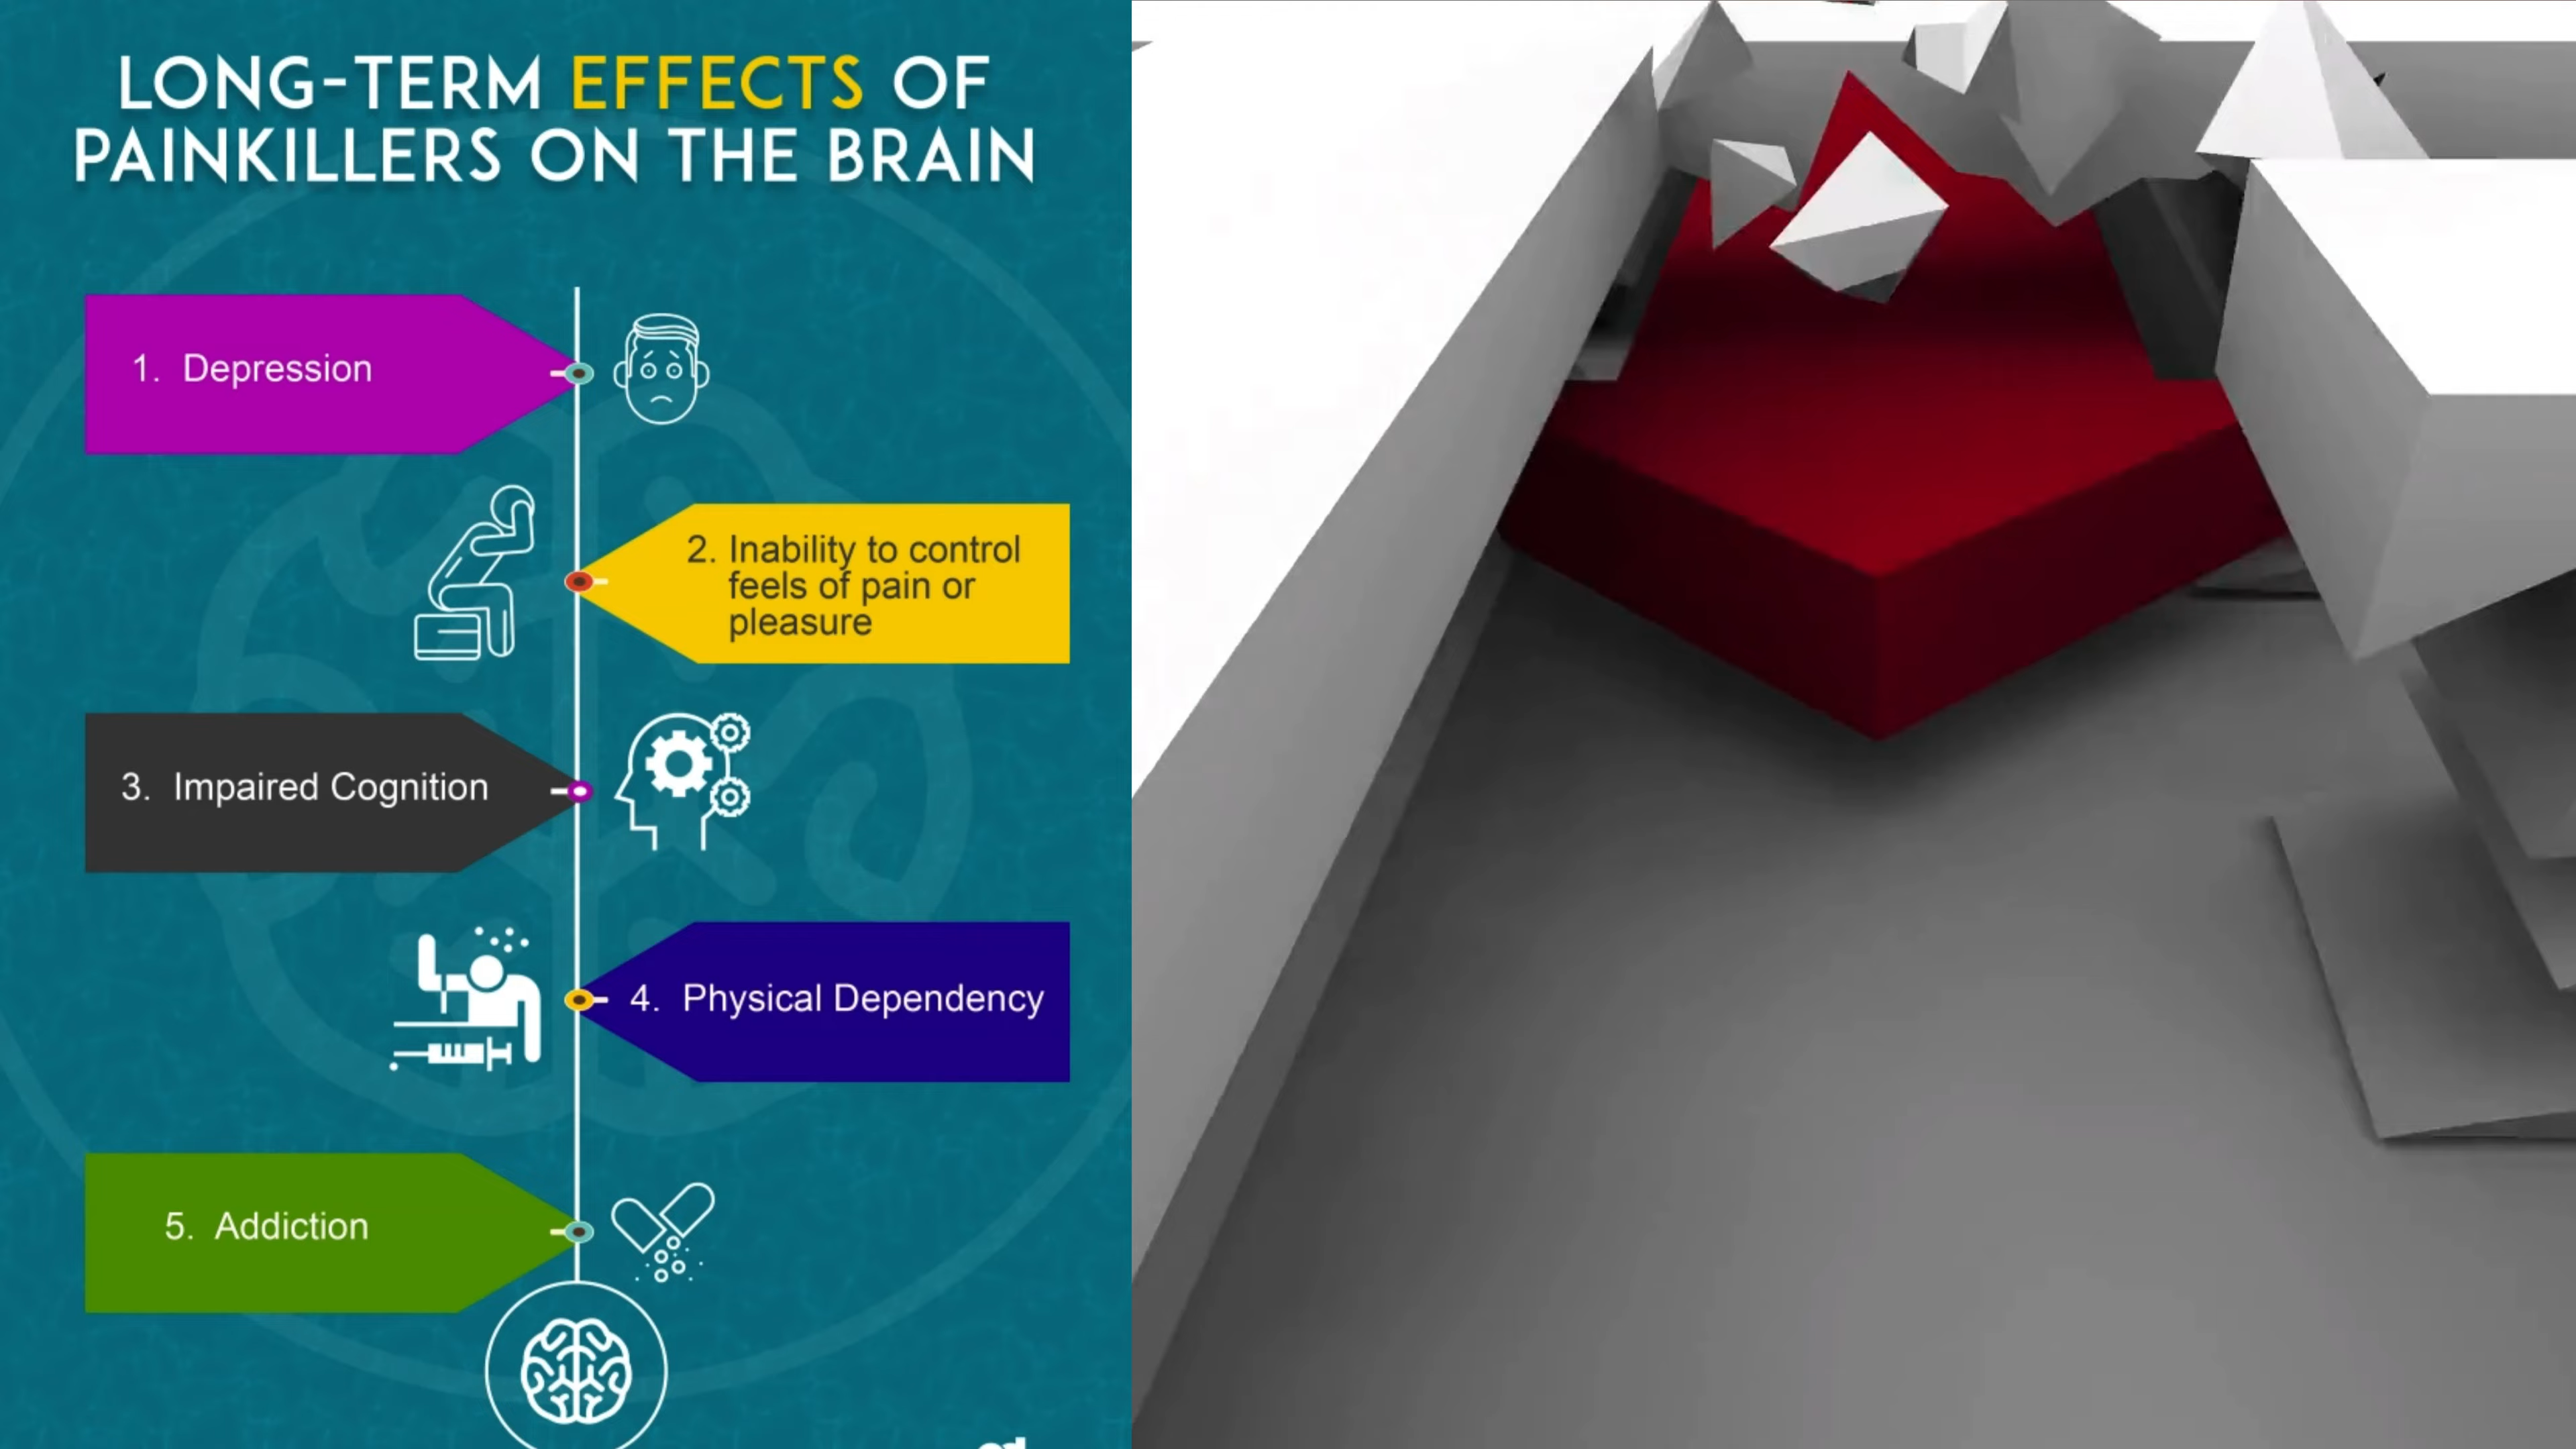 LONG-TERM EFFECTS OF
PAINKILLERS ON THE BRAIN
1. Depression
2. Inability to control
feels of pain or
pleasure
3. Impaired Cognition
4. Physical Dependency
5. Addiction